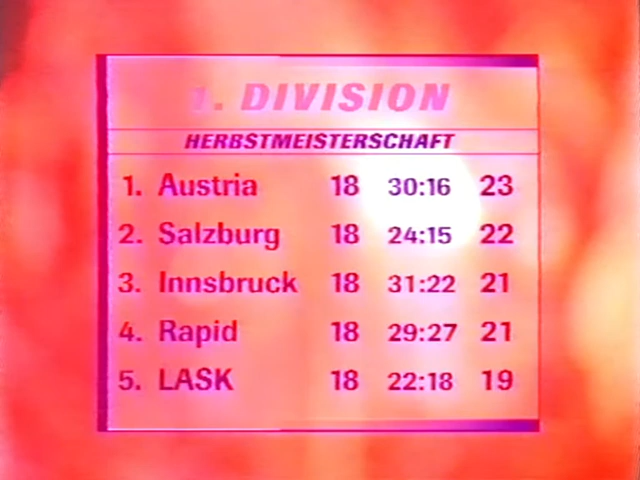 1. DIVISION
HERBSTMEISTERSCHAFT
1. Austria 18 30:16 23
2. Salzburg 18 24:15 22
3. Innsbruck 18 31:22 21
4. Rapid 18 29:27 21
5. LASK 18 22:18 19